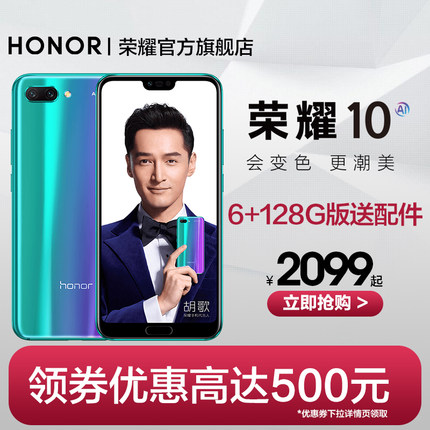 HONOR | 荣耀官方旗舰店
荣耀10 AI
会变色 更潮美
6+128G版送配件
¥2099起
立即抢购 >
honor
胡歌
领券优惠高达500元
*优惠券下拉详情页领取